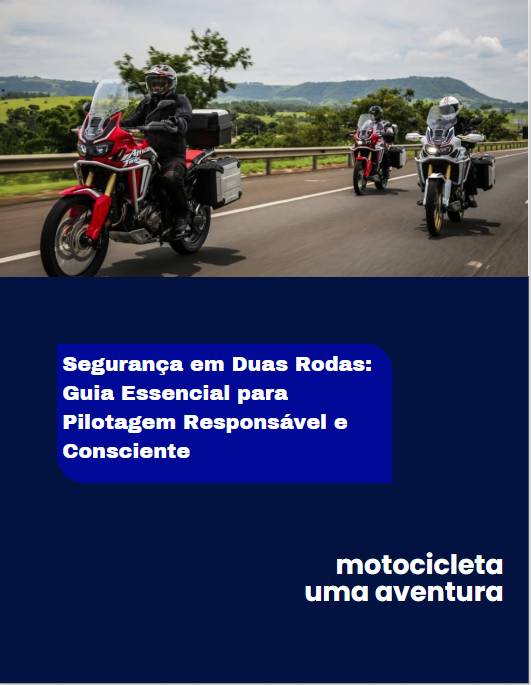 Segurança em Duas Rodas:
Guia Essencial para
Pilotagem Responsável e
Consciente
motocicleta
uma aventura